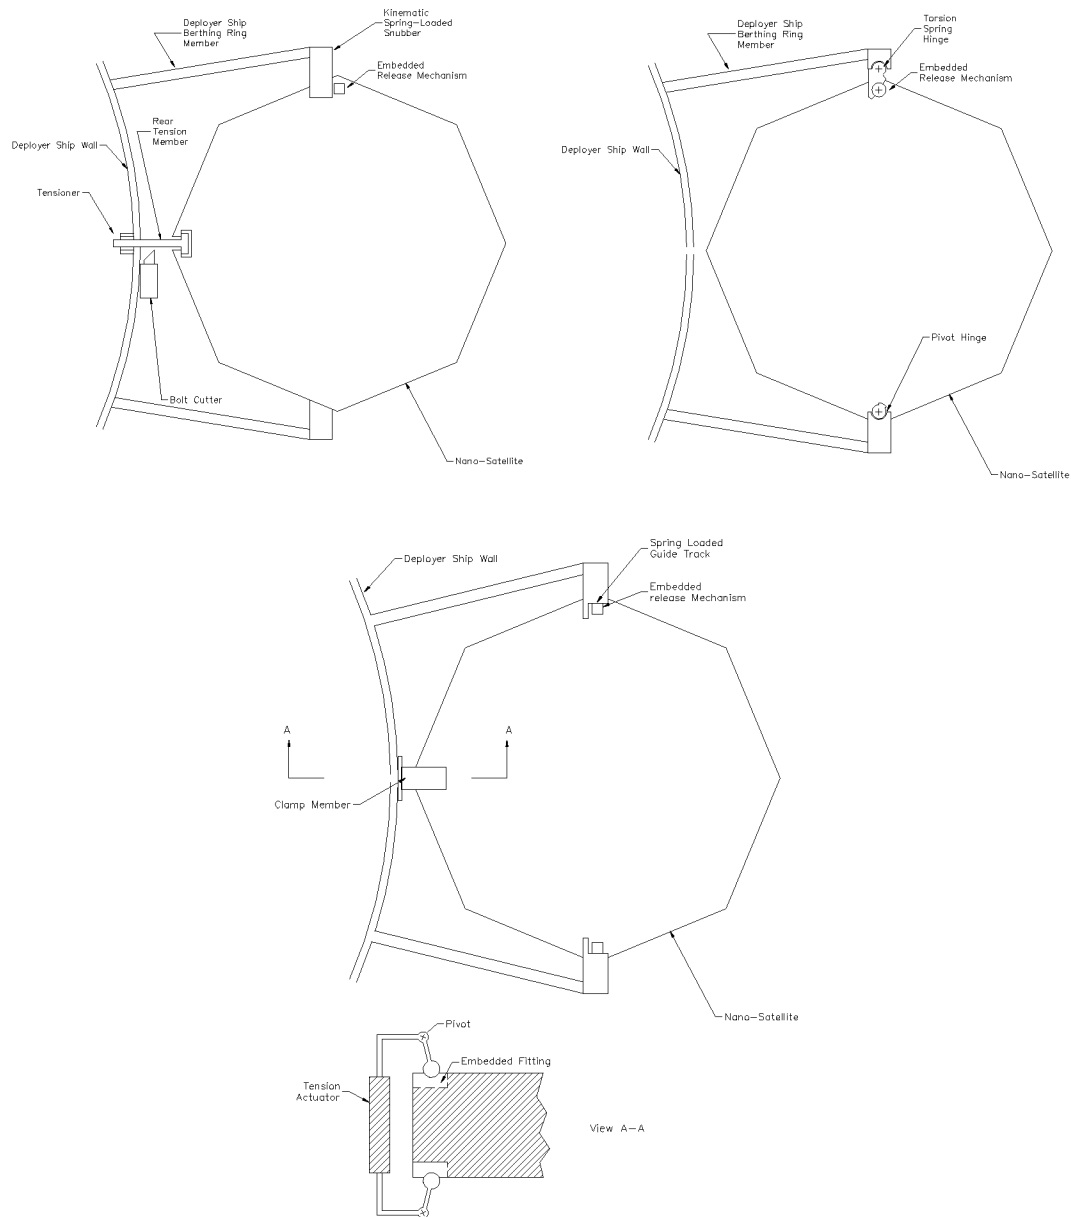 Kinematic
Spring-Loaded
Snubber
Deployer Ship
Berthing Ring
Member
Embedded
Release Mechanism
Rear
Tension
Member
Deployer Ship Wall
Tensioner
Bolt Cutter
Nano-Satellite
Deployer Ship
Berthing Ring
Member
Torsion
Spring
Hinge
Embedded
Release Mechanism
Deployer Ship Wall
Pivot Hinge
Nano-Satellite
Spring Loaded
Guide Track
Deployer Ship Wall
Embedded
release Mechanism
A
A
Clamp Member
Nano-Satellite
Pivot
Embedded Fitting
Tension
Actuator
View A-A